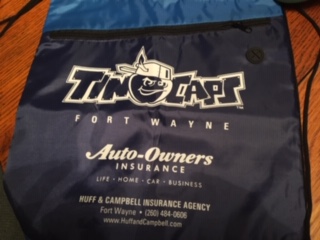 TINCAPS
FORT WAYNE
Auto-Owners
INSURANCE
LIFE • HOME • CAR • BUSINESS
HUFF & CAMPBELL INSURANCE AGENCY
Fort Wayne • (260) 484-0606
www.HuffandCampbell.com